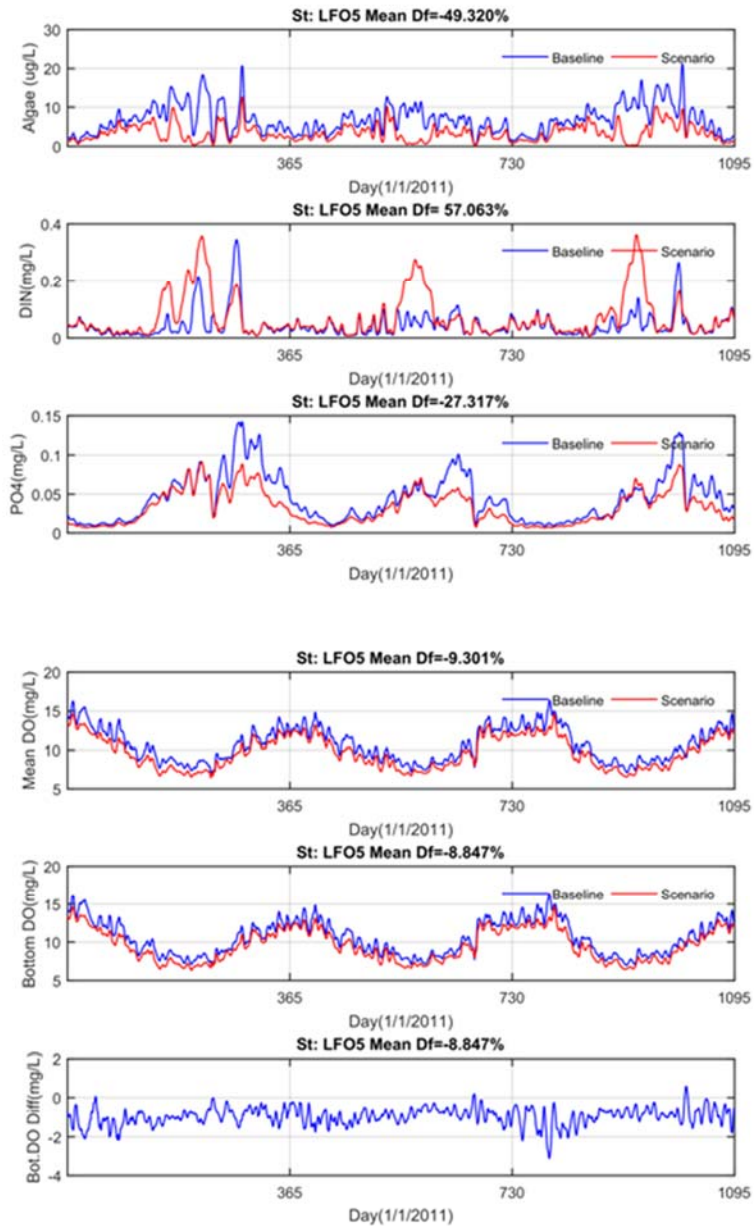 St: LFO5 Mean Df=-49.320%
30
20
10
0
Algae (ug/L)
Baseline Scenario
365 730 1095
Day(1/1/2011)
St: LFO5 Mean Df= 57.063%
0.4
0.2
0
DIN(mg/L)
Baseline Scenario
365 730 1095
Day(1/1/2011)
St: LFO5 Mean Df=-27.317%
0.15
0.1
0.05
0
PO4(mg/L)
Baseline Scenario
365 730 1095
Day(1/1/2011)
St: LFO5 Mean Df=-9.301%
20
15
10
5
Mean DO(mg/L)
Baseline Scenario
365 730 1095
Day(1/1/2011)
St: LFO5 Mean Df=-8.847%
20
15
10
5
Bottom DO(mg/L)
Baseline Scenario
365 730 1095
Day(1/1/2011)
St: LFO5 Mean Df=-8.847%
2
0
-2
-4
Bot.DO Diff(mg/L)
365 730 1095
Day(1/1/2011)